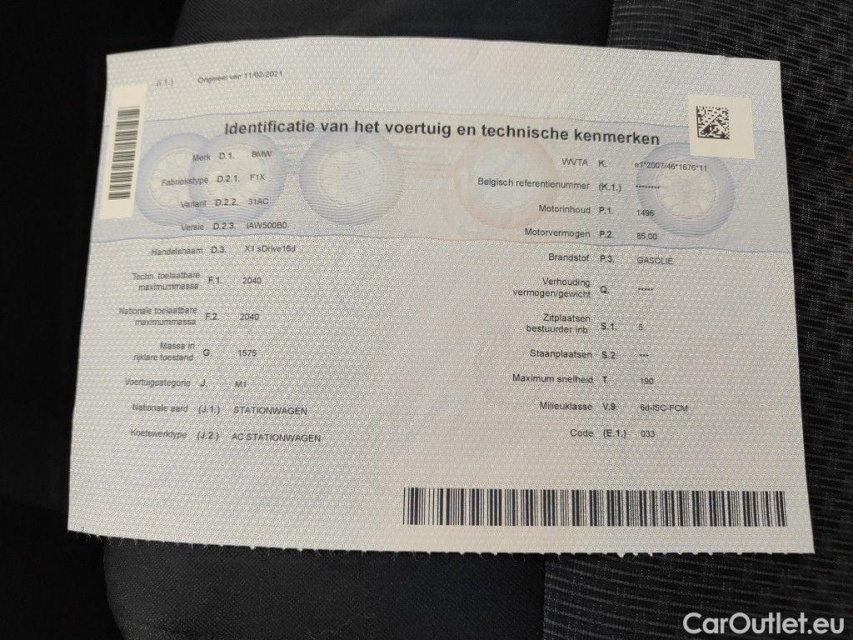 (I.1.) Origineel van 11/02/2021
Identificatie van het voertuig en technische kenmerken
Merk D.1. BMW
Fabriekstype D.2.1. F1X
Variant D.2.2. 31AC
Versie D.2.3. IAW500B0
Handelsnaam D.3. X1 sDrive16d
Techn. toelaatbare
maximummassa F.1. 2040
Nationale toelaatbare
maximummassa F.2. 2040
Massa in
rijklare toestand G. 1575
Voertuigcategorie J. M1
Nationale aard (J.1.) STATIONWAGEN
Koetswerktype (J.2.) AC STATIONWAGEN
WVTA K. e1*2007/46*1676*11
Belgisch referentienummer (K.1.) --------
Motorinhoud P.1. 1496
Motorvermogen P.2. 85,00
Brandstof P.3. GASOLIE
Verhouding
vermogen/gewicht Q. -----
Zitplaatsen
bestuurder inb S.1. 5
Staanplaatsen S.2. ---
Maximum snelheid T. 190
Milieuklasse V.9. 6d-ISC-FCM
Code (E.1.) 033
CarOutlet.eu